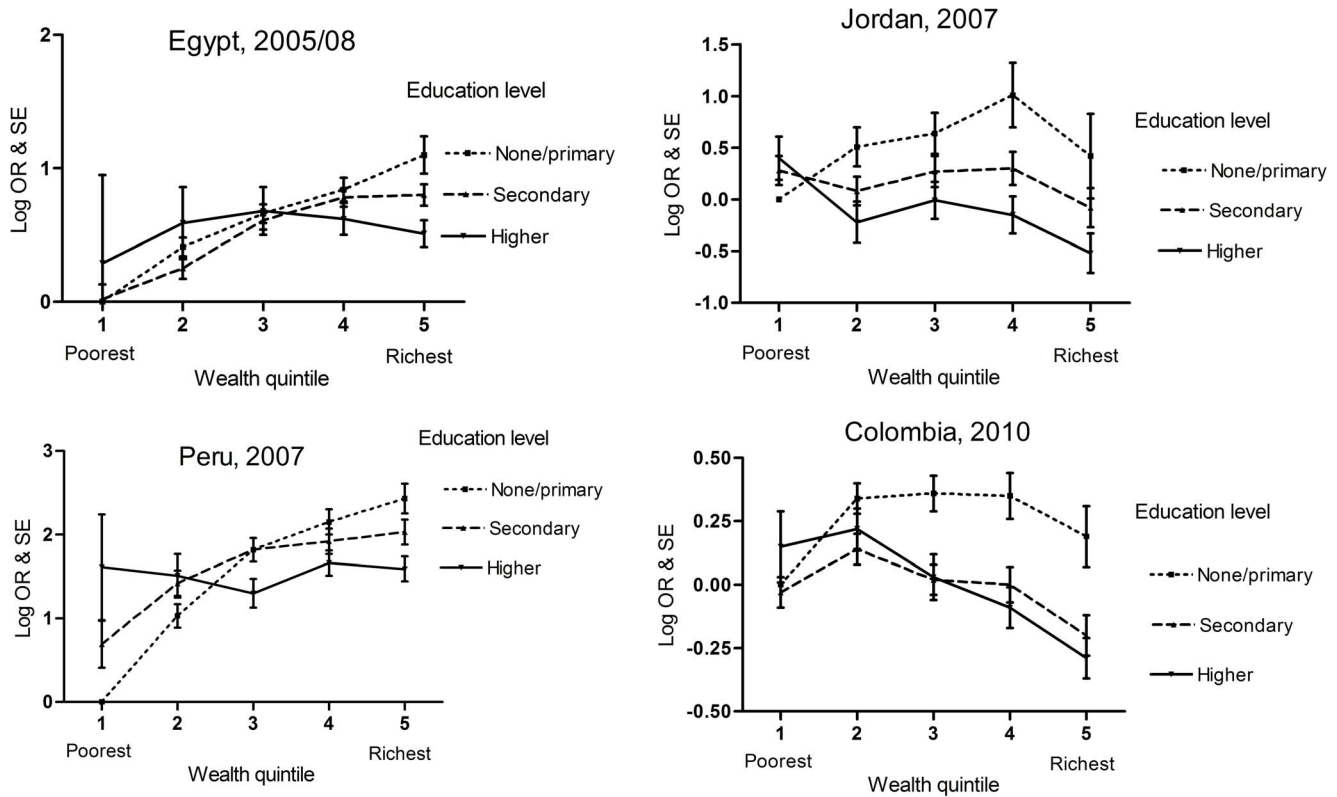 Egypt, 2005/08
2
1
0
Log OR & SE
Education level
None/primary
Secondary
Higher
1 2 3 4 5
Poorest Richest
Wealth quintile
Jordan, 2007
1.5
1.0
0.5
0.0
-0.5
-1.0
Log OR & SE
Education level
None/primary
Secondary
Higher
1 2 3 4 5
Poorest Richest
Wealth quintile
Peru, 2007
3
2
1
0
Log OR & SE
Education level
None/primary
Secondary
Higher
1 2 3 4 5
Poorest Richest
Wealth quintile
Colombia, 2010
0.50
0.25
0.00
-0.25
-0.50
Log OR & SE
Education level
None/primary
Secondary
Higher
1 2 3 4 5
Poorest Richest
Wealth quintile